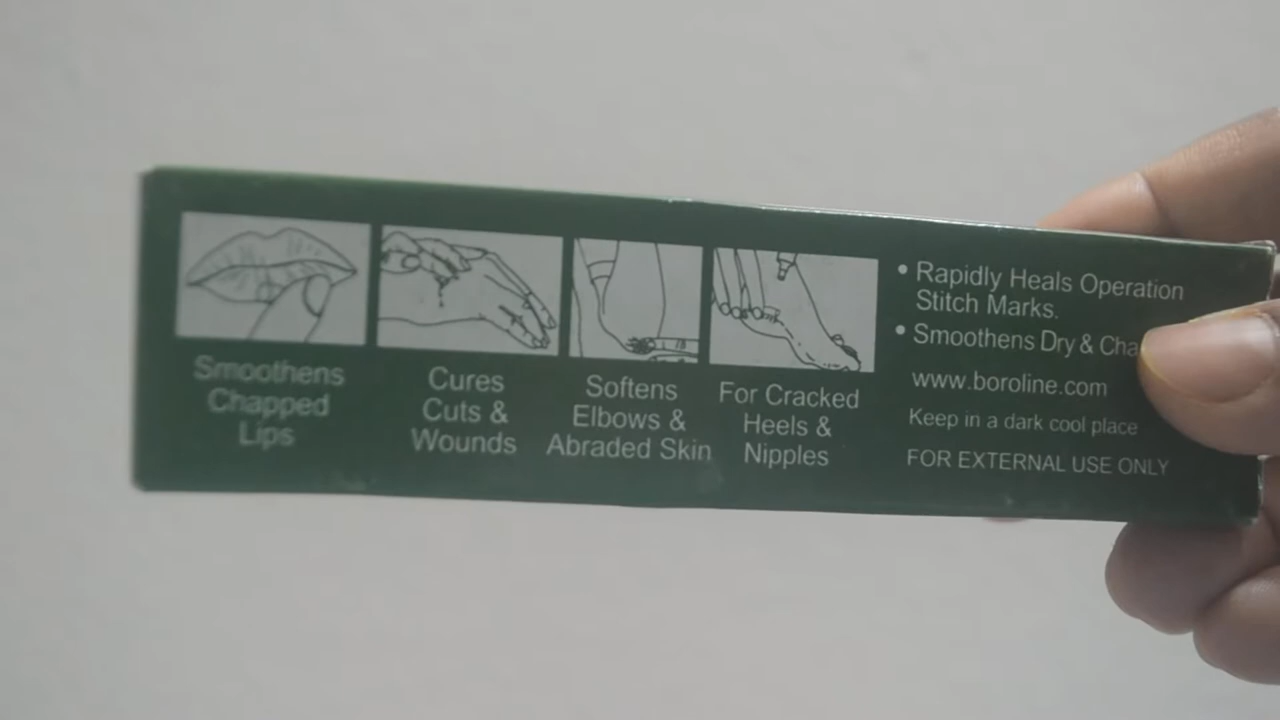 Smoothens
Chapped
Lips
Cures
Cuts &
Wounds
Softens
Elbows &
Abraded Skin
For Cracked
Heels &
Nipples
• Rapidly Heals Operation
Stitch Marks.
• Smoothens Dry &
www.boroline.com
Keep in a dark cool place
FOR EXTERNAL USE ONLY